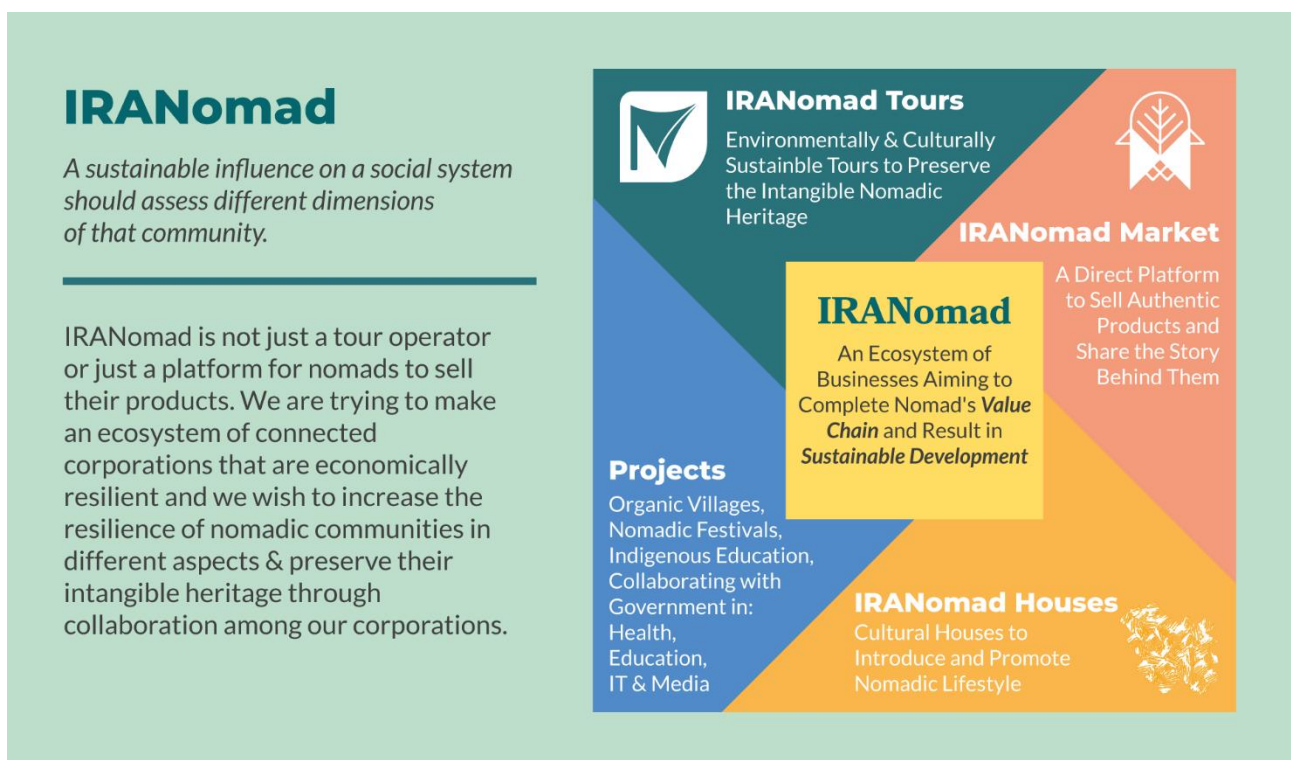 IRANomad
A sustainable influence on a social system
should assess different dimensions
of that community.
IRANomad is not just a tour operator
or just a platform for nomads to sell
their products. We are trying to make
an ecosystem of connected
corporations that are economically
resilient and we wish to increase the
resilience of nomadic communities in
different aspects & preserve their
intangible heritage through
collaboration among our corporations.
IRANomad Tours
Environmentally & Culturally
Sustainble Tours to Preserve
the Intangible Nomadic
Heritage
IRANomad Market
A Direct Platform
to Sell Authentic
Products and
Share the Story
Behind Them
IRANomad
An Ecosystem of
Businesses Aiming to
Complete Nomad's Value
Chain and Result in
Sustainable Development
Projects
Organic Villages,
Nomadic Festivals,
Indigenous Education,
Collaborating with
Government in:
Health,
Education,
IT & Media
IRANomad Houses
Cultural Houses to
Introduce and Promote
Nomadic Lifestyle